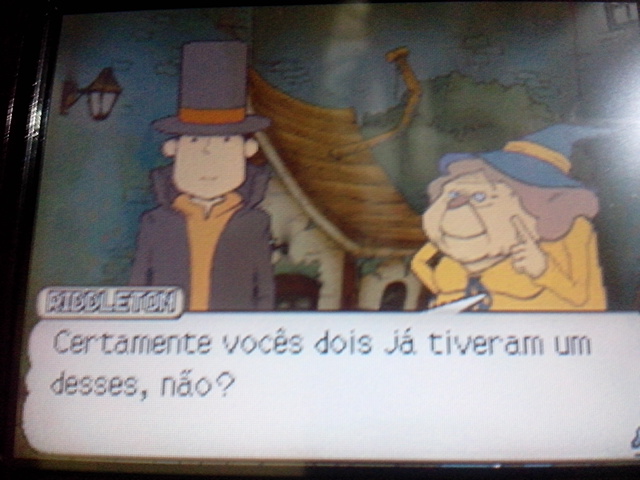 RIDDLETON
Certamente vocês dois já tiveram um
desses, não?